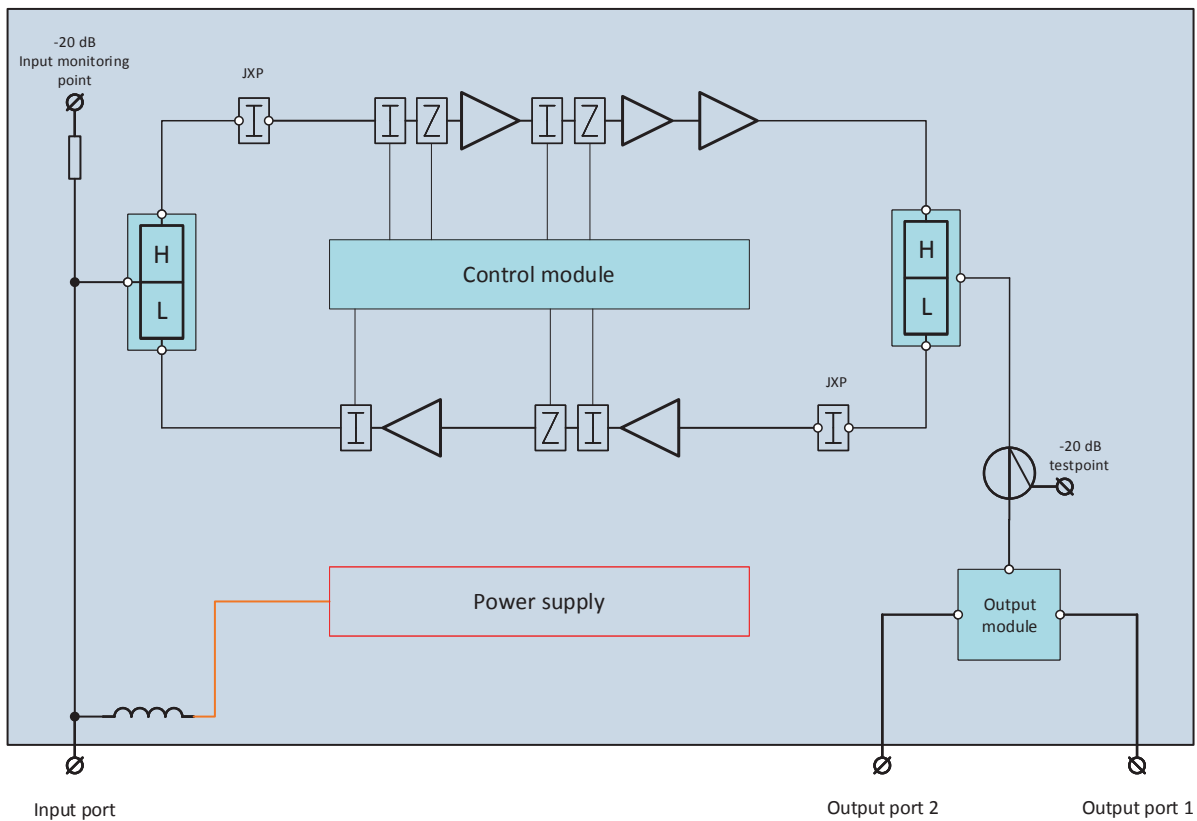 -20 dB
Input monitoring
point
JXP
I
Z
I
Z
H
L
Control module
H
L
I
Z
I
JXP
I
I
-20 dB
testpoint
Power supply
Output
module
Input port
Output port 2
Output port 1